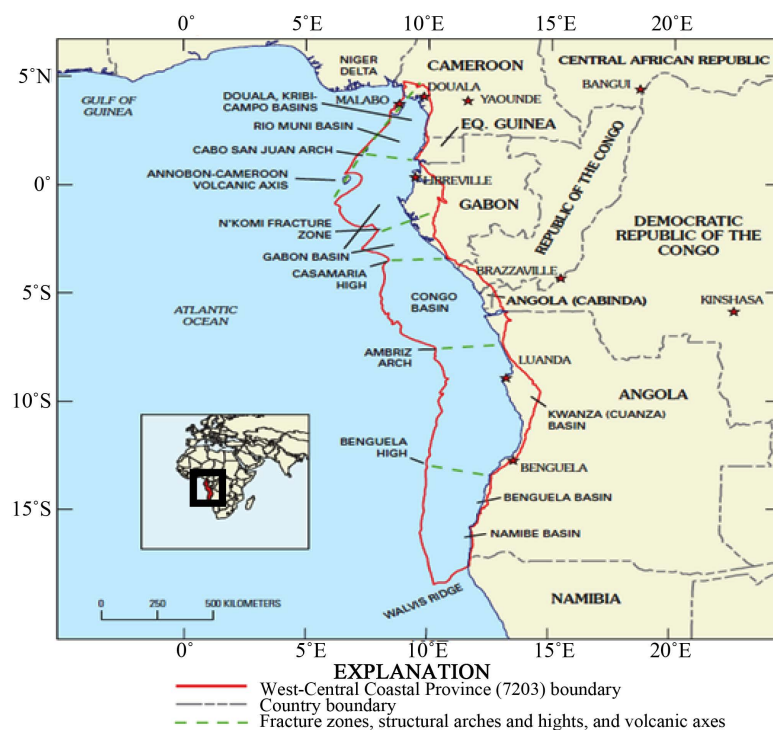 0° 5°E 10°E 15°E 20°E
5°N
0°
5°S
10°S
15°S
NIGER
DELTA
CAMEROON
CENTRAL AFRICAN REPUBLIC
BANGUI
GULF OF
GUINEA
DOUALA, KRIBI-
CAMPO BASINS
MALABO
DOUALA
YAOUNDE
RIO MUNI BASIN
EQ. GUINEA
CABO SAN JUAN ARCH
ANNOBON-CAMEROON
VOLCANIC AXIS
LIBREVILLE
GABON
REPUBLIC OF THE CONGO
N'KOMI FRACTURE
ZONE
DEMOCRATIC
REPUBLIC OF THE
CONGO
GABON BASIN
CASAMARIA
HIGH
BRAZZAVILLE
CONGO
BASIN
ANGOLA (CABINDA)
KINSHASA
ATLANTIC
OCEAN
AMBRIZ
ARCH
LUANDA
ANGOLA
KWANZA (CUANZA)
BASIN
BENGUELA
HIGH
BENGUELA
BENGUELA BASIN
NAMIBE BASIN
WALVIS RIDGE
NAMIBIA
0 250 500 KILOMETERS
0° 5°E 10°E 15°E 20°E
EXPLANATION
West-Central Coastal Province (7203) boundary
Country boundary
Fracture zones, structural arches and hights, and volcanic axes